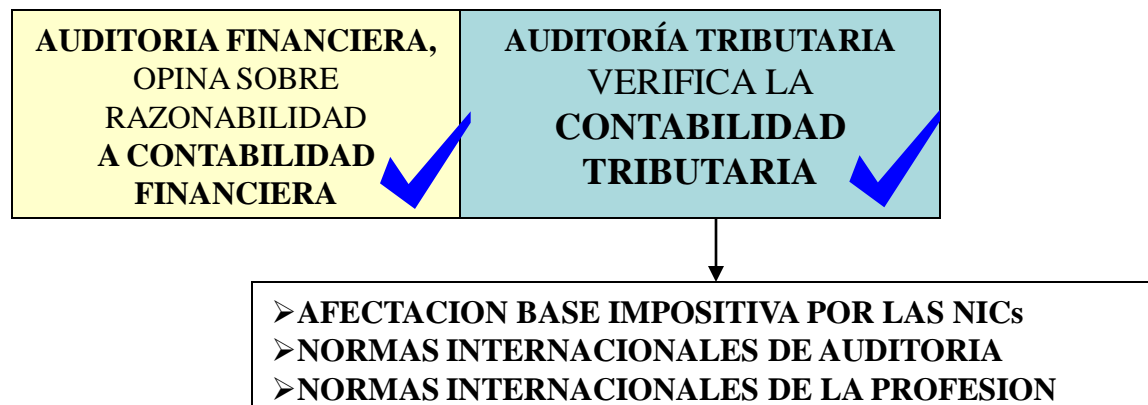 AUDITORIA FINANCIERA,
OPINA SOBRE
RAZONABILIDAD
A CONTABILIDAD
FINANCIERA
AUDITORÍA TRIBUTARIA
VERIFICA LA
CONTABILIDAD
TRIBUTARIA
➢AFECTACION BASE IMPOSITIVA POR LAS NICs
➢NORMAS INTERNACIONALES DE AUDITORIA
➢NORMAS INTERNACIONALES DE LA PROFESION